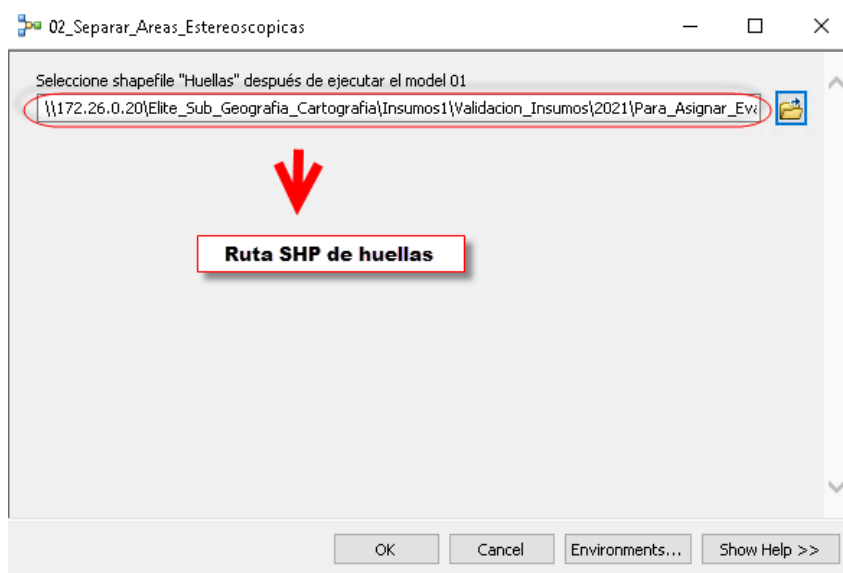 02_Separar_Areas_Estereoscopicas
Seleccione shapefile "Huellas" después de ejecutar el model 01
\\172.26.0.20\Elite_Sub_Geografia_Cartografia\Insumos1\Validacion_Insumos\2021\Para_Asignar_Eva
Ruta SHP de huellas
OK
Cancel
Environments...
Show Help >>